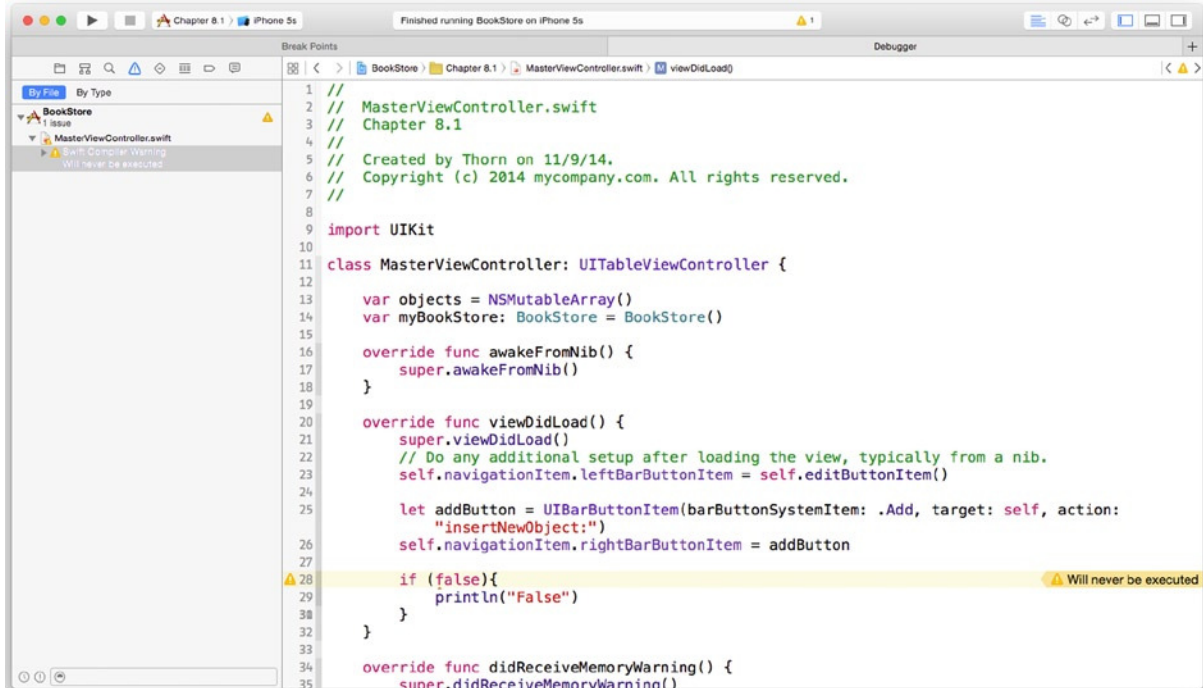 Chapter 8.1 〉 iPhone 5s
Finished running BookStore on iPhone 5s
1
Break Points
Debugger
+
BookStore 〉 Chapter 8.1 〉 MasterViewController.swift 〉 M viewDidLoad()
By File By Type
BookStore
1 issue
MasterViewController.swift
Swift Compiler Warning
Will never be executed
1 //
2 //  MasterViewController.swift
3 //  Chapter 8.1
4 //
5 //  Created by Thorn on 11/9/14.
6 //  Copyright (c) 2014 mycompany.com. All rights reserved.
7 //
8
9 import UIKit
10
11 class MasterViewController: UITableViewController {
12
13     var objects = NSMutableArray()
14     var myBookStore: BookStore = BookStore()
15
16     override func awakeFromNib() {
17         super.awakeFromNib()
18     }
19
20     override func viewDidLoad() {
21         super.viewDidLoad()
22         // Do any additional setup after loading the view, typically from a nib.
23         self.navigationItem.leftBarButtonItem = self.editButtonItem()
24
25         let addButton = UIBarButtonItem(barButtonSystemItem: .Add, target: self, action:
"insertNewObject:")
26         self.navigationItem.rightBarButtonItem = addButton
27
28         if (false){ Will never be executed
29             println("False")
}
32     }
33
34     override func didReceiveMemoryWarning() {
35         super.didReceiveMemoryWarning()